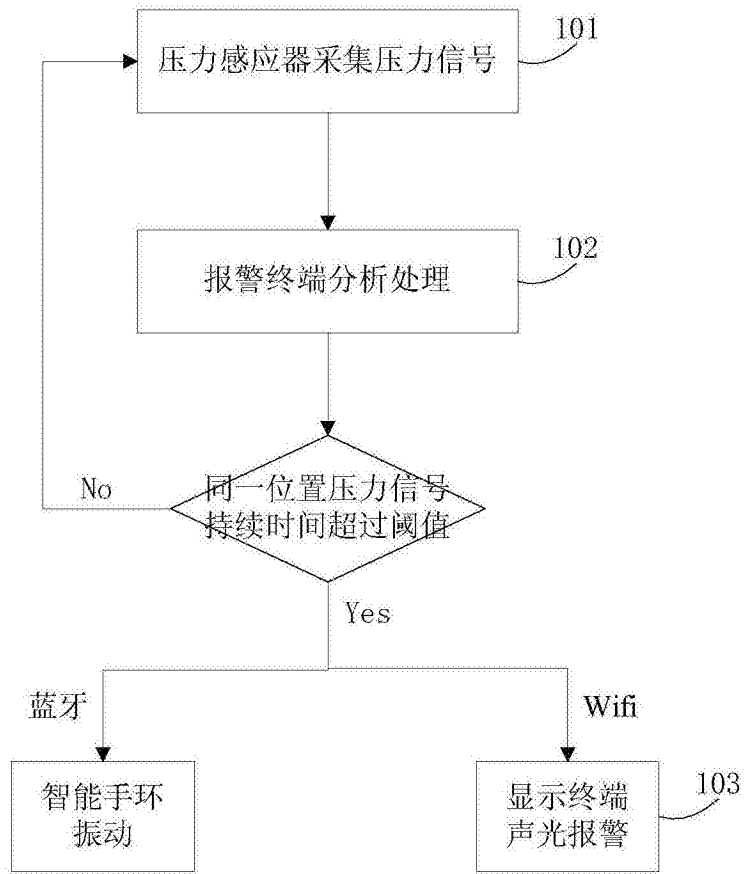 压力感应器采集压力信号
101
报警终端分析处理
102
同一位置压力信号
持续时间超过阈值
No
Yes
蓝牙
Wifi
智能手环
振动
显示终端
声光报警
103